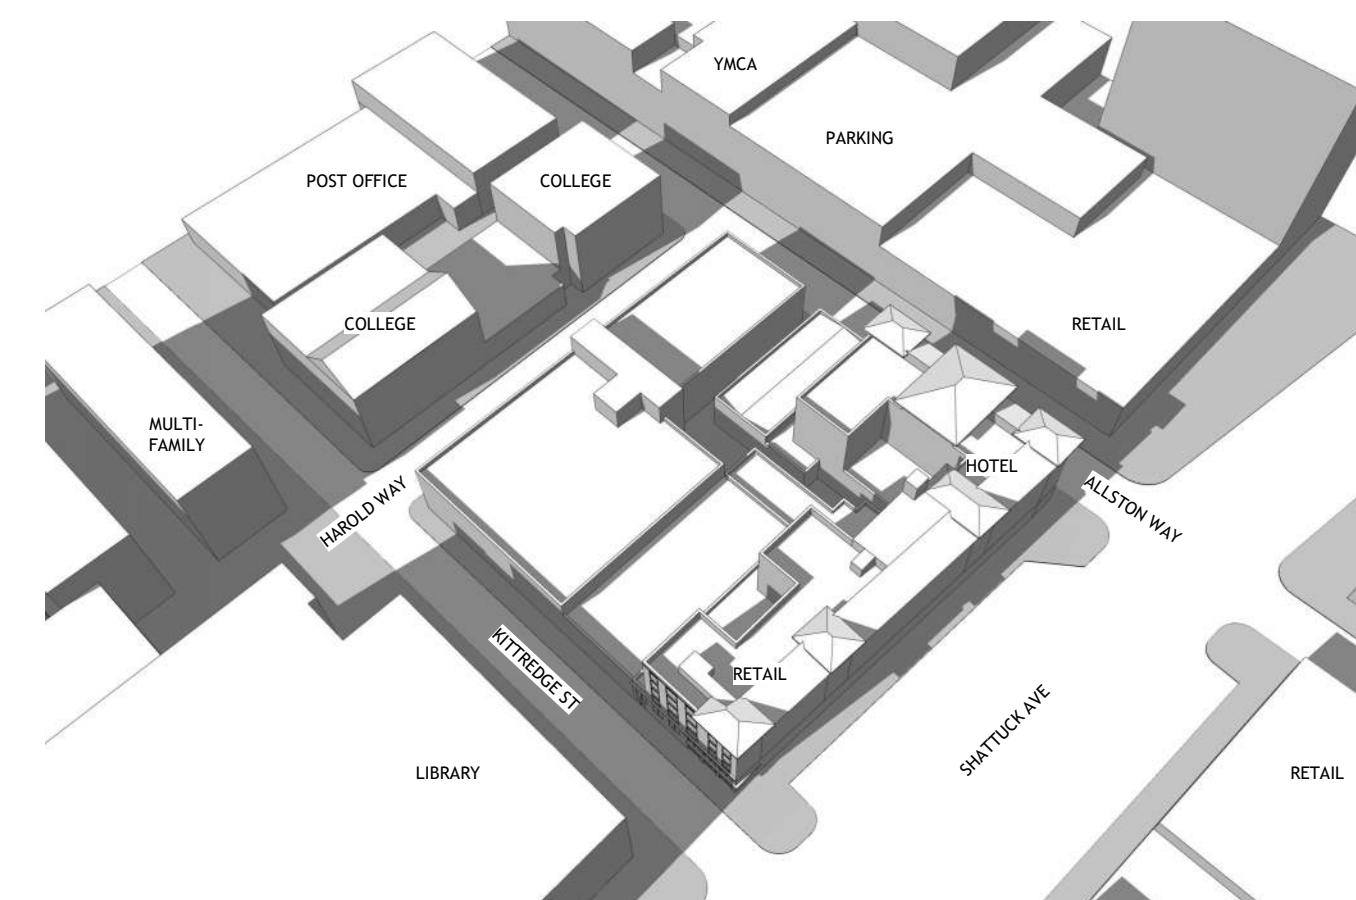 YMCA
PARKING
POST OFFICE
COLLEGE
COLLEGE
RETAIL
MULTI-
FAMILY
HOTEL
HAROLD WAY
ALLSTON WAY
KITTREDGE ST
RETAIL
SHATTUCK AVE
LIBRARY
RETAIL